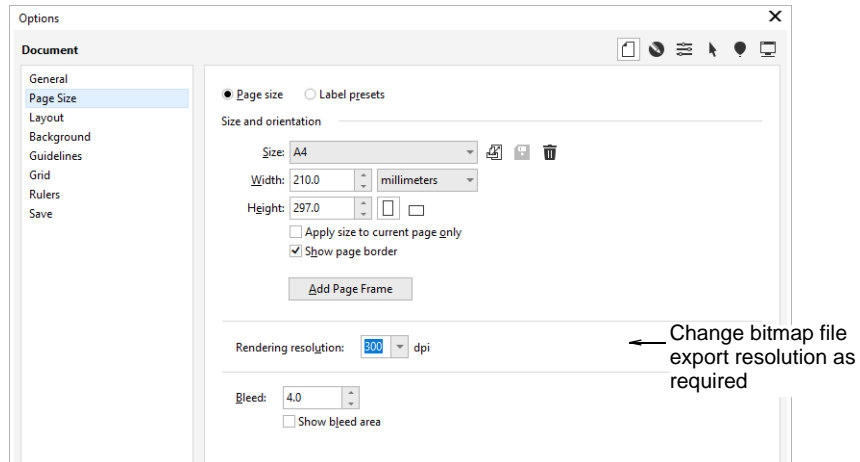 Options
Document
General
Page Size
Layout
Background
Guidelines
Grid
Rulers
Save
Page size Label presets
Size and orientation
Size: A4
Width: 210.0 millimeters
Height: 297.0
Apply size to current page only
Show page border
Add Page Frame
Rendering resolution: 300 dpi
Change bitmap file
export resolution as
required
Bleed: 4.0
Show bleed area